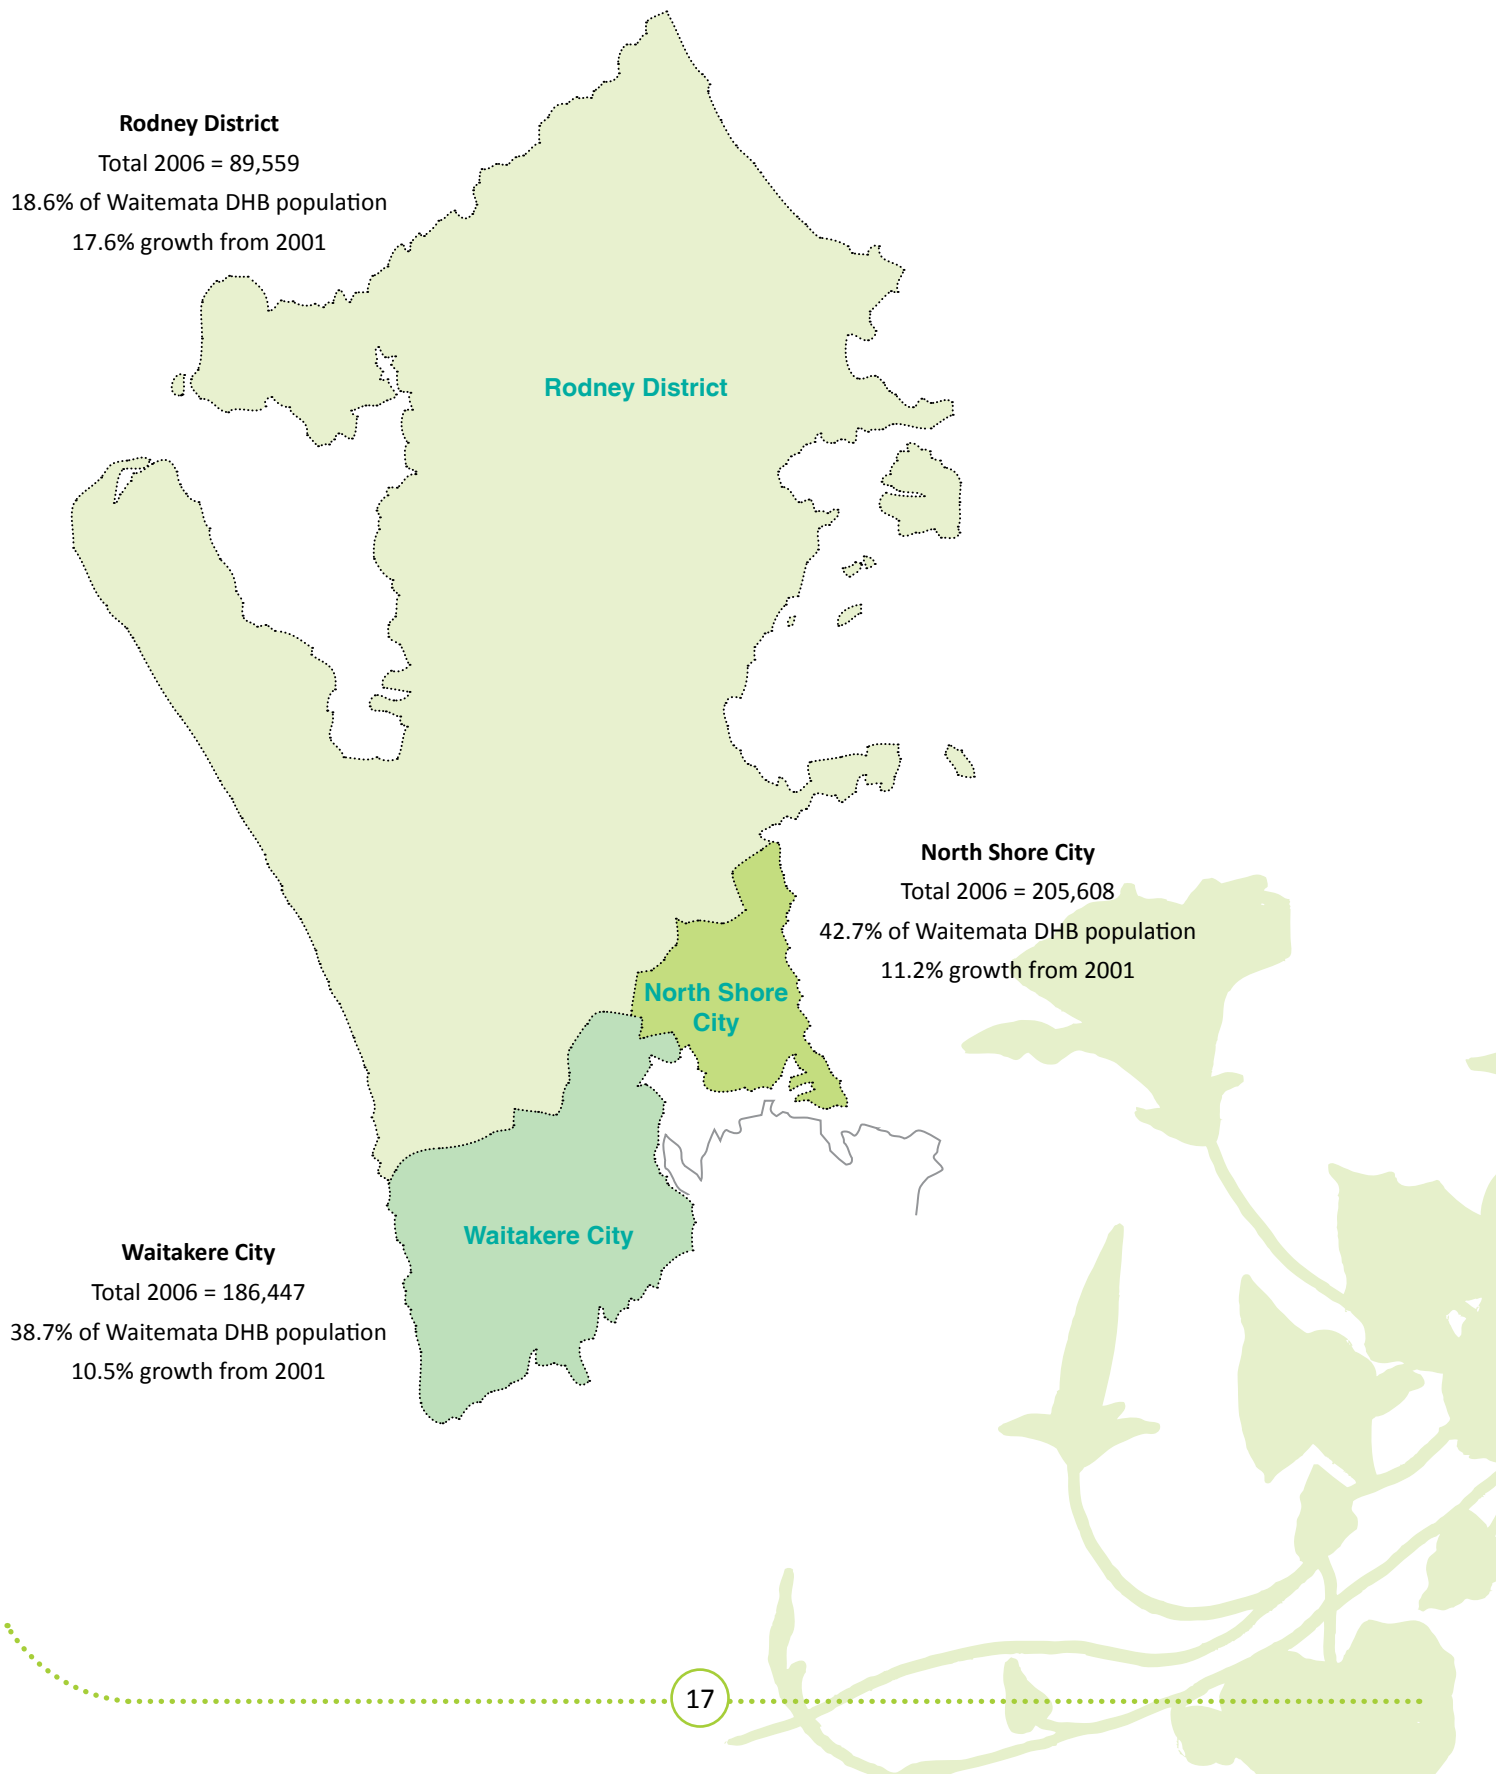 Rodney District
Total 2006 = 89,559
18.6% of Waitemata DHB population
17.6% growth from 2001
Rodney District
North Shore City
Total 2006 = 205,608
42.7% of Waitemata DHB population
11.2% growth from 2001
North Shore
City
Waitakere City
Waitakere City
Total 2006 = 186,447
38.7% of Waitemata DHB population
10.5% growth from 2001
17